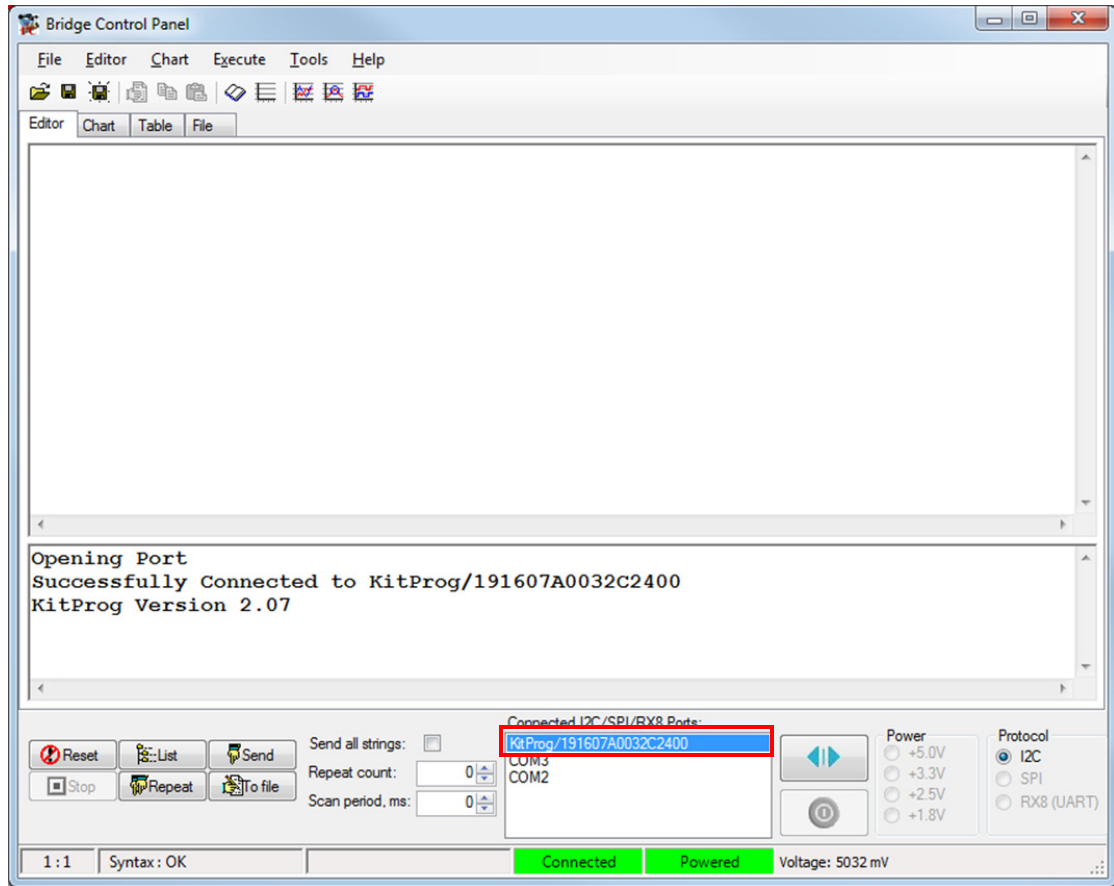 Bridge Control Panel
File Editor Chart Execute Tools Help
Editor Chart Table File
Opening Port
Successfully Connected to KitProg/191607A0032C2400
KitProg Version 2.07
Connected I2C/SPI/RX8 Ports:
KitProg/191607A0032C2400
COM3
COM2
Reset List Send
Stop Repeat To file
Send all strings:
Repeat count: 0
Scan period, ms: 0
Power
+5.0V
+3.3V
+2.5V
+1.8V
Protocol
I2C
SPI
RX8 (UART)
1:1 Syntax : OK Connected Powered Voltage: 5032 mV